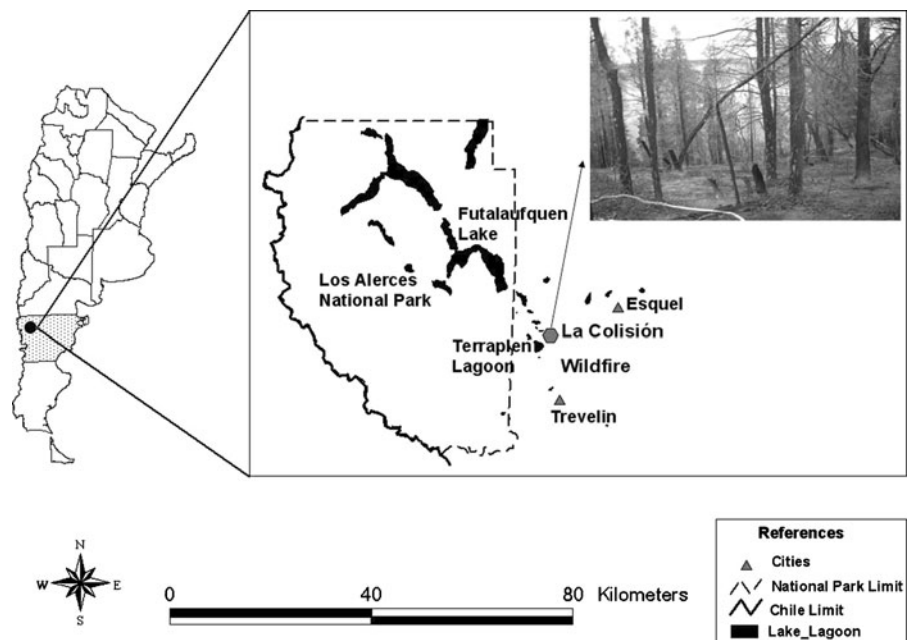 Futalaufquen
Lake
Los Alerces
National Park
Esquel
La Colisión
Terraplen
Lagoon
Wildfire
Trevelin
N
W E
S
0 40 80 Kilometers
References
Cities
National Park Limit
Chile Limit
Lake_Lagoon